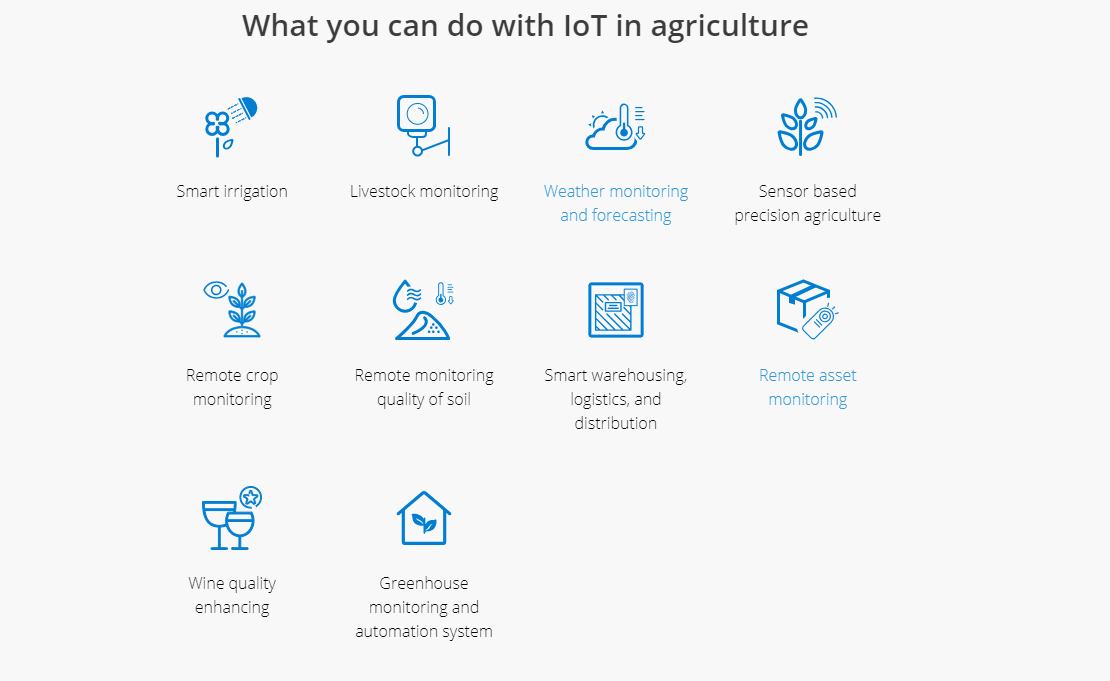 What you can do with IoT in agriculture
Smart irrigation
Livestock monitoring
Weather monitoring
and forecasting
Sensor based
precision agriculture
Remote crop
monitoring
Remote monitoring
quality of soil
Smart warehousing,
logistics, and
distribution
Remote asset
monitoring
Wine quality
enhancing
Greenhouse
monitoring and
automation system